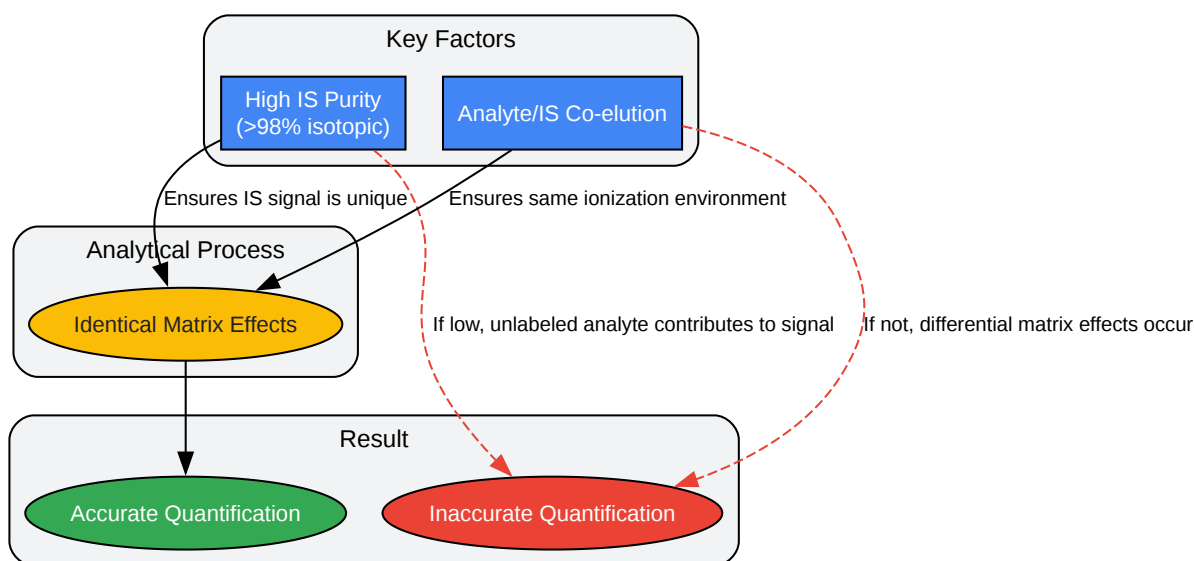 Key Factors
High IS Purity
(>98% isotopic)
Analyte/IS Co-elution
Ensures IS signal is unique
Ensures same ionization environment
Analytical Process
Identical Matrix Effects
If low, unlabeled analyte contributes to signal
If not, differential matrix effects occur
Result
Accurate Quantification
Inaccurate Quantification